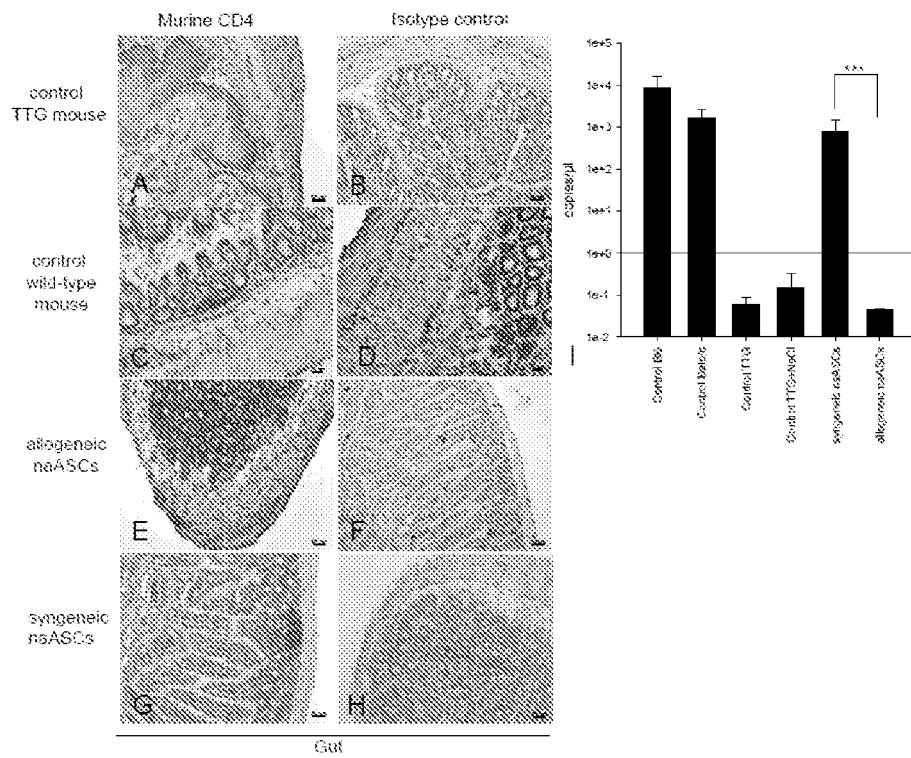 Murine CD4
Isotype control
control
TTG mouse
control
wild-type
mouse
allogeneic
naASCs
syngeneic
naASCs
A
B
C
D
E
F
G
H
Gut
copies/µl
1e+5
1e+4
1e+3
1e+2
1e+1
1e+0
1e-1
1e-2
***
I
Control B6
Control Balb/c
Control TTG
Control TTG+NaCl
syngeneic naASCs
allogeneic naASCs